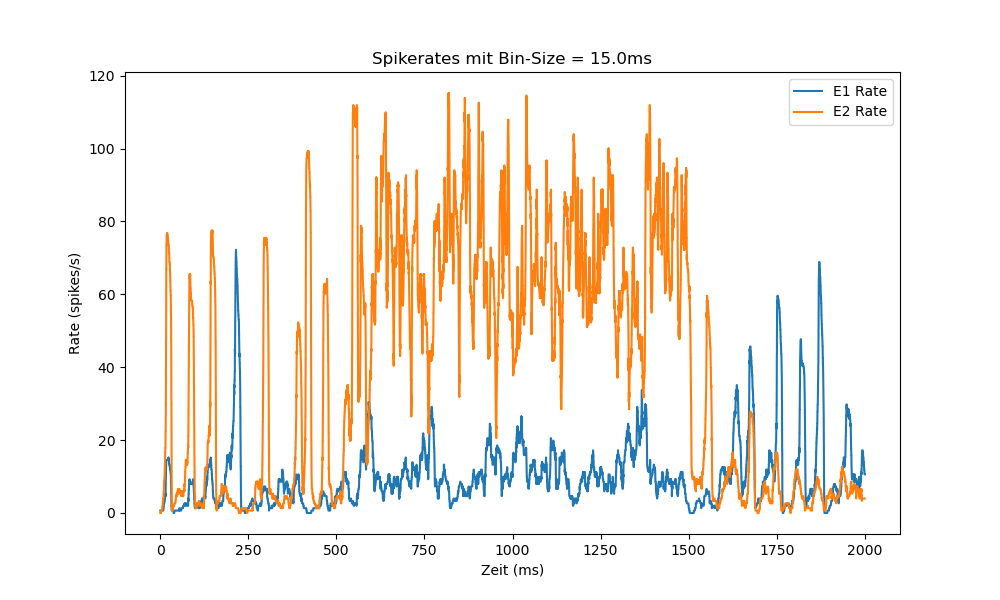 Spikerates mit Bin-Size = 15.0ms
E1 Rate
E2 Rate
120
100
80
60
40
20
0
Rate (spikes/s)
0 250 500 750 1000 1250 1500 1750 2000
Zeit (ms)